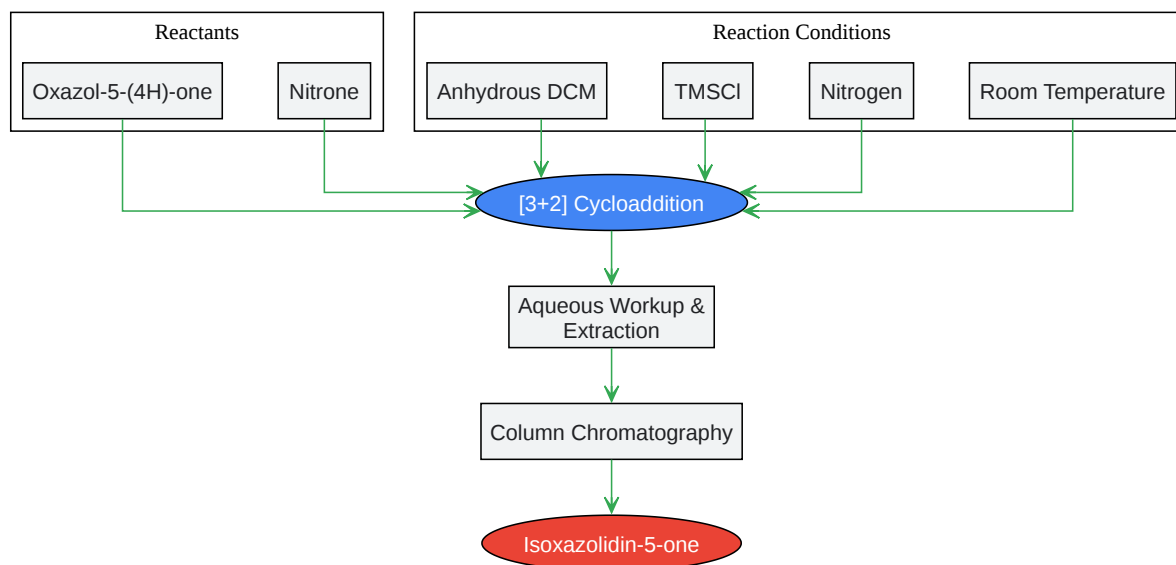 Reactants
Reaction Conditions
Oxazol-5-(4H)-one
Nitrone
Anhydrous DCM
TMSCl
Nitrogen
Room Temperature
[3+2] Cycloaddition
Aqueous Workup &
Extraction
Column Chromatography
Isoxazolidin-5-one